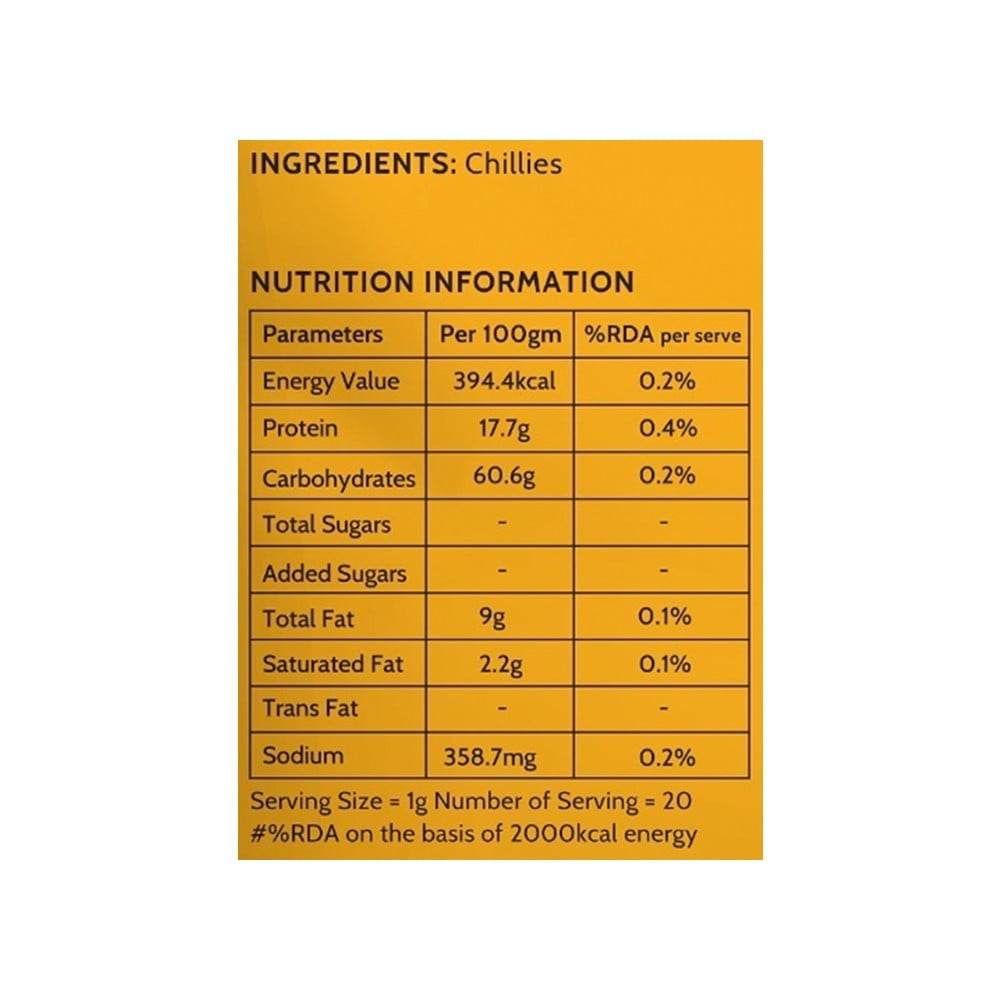 INGREDIENTS: Chillies
NUTRITION INFORMATION
Parameters Per 100gm %RDA per serve
Energy Value 394.4kcal 0.2%
Protein 17.7g 0.4%
Carbohydrates 60.6g 0.2%
Total Sugars - -
Added Sugars - -
Total Fat 9g 0.1%
Saturated Fat 2.2g 0.1%
Trans Fat - -
Sodium 358.7mg 0.2%
Serving Size = 1g Number of Serving = 20
#%RDA on the basis of 2000kcal energy